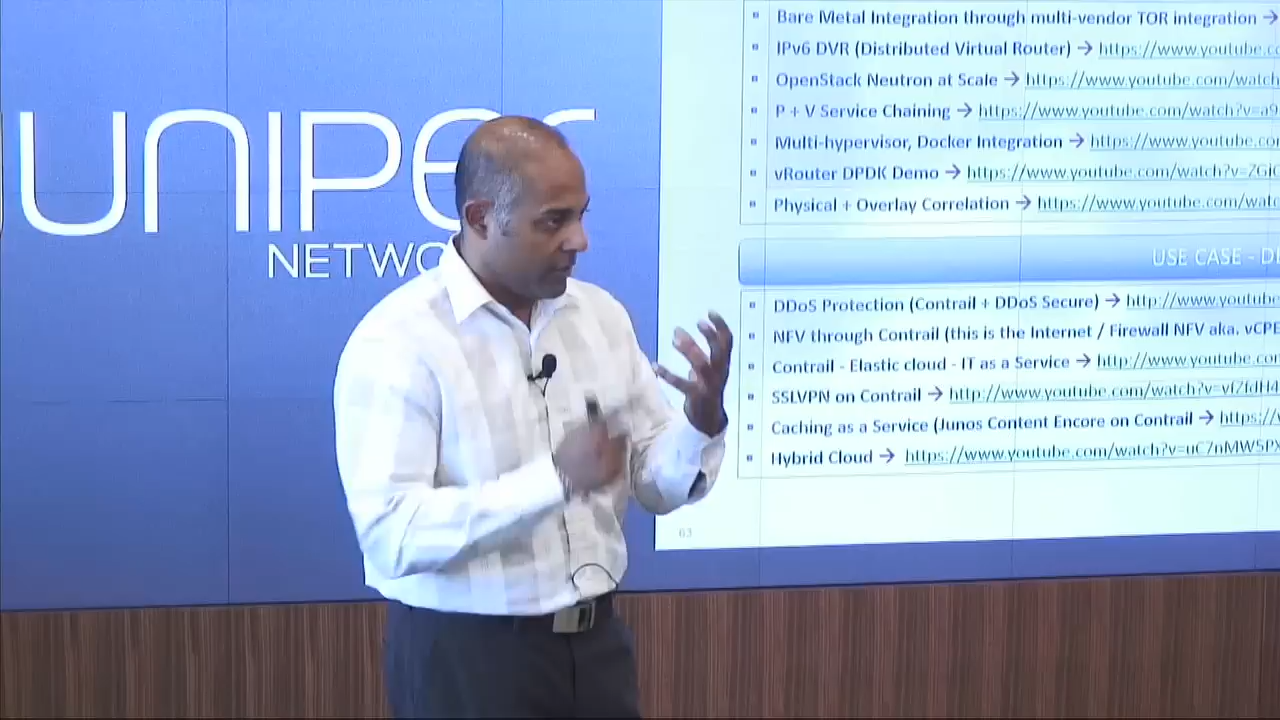 JUNIPER
NETWO
Bare Metal Integration through multi-vendor TOR integration →
IPv6 DVR (Distributed Virtual Router) → https://www.youtube.c
OpenStack Neutron at Scale → https://www.youtube.com/watch
P + V Service Chaining → https://www.youtube.com/watch?v=a9
Multi-hypervisor, Docker Integration → https://www.youtube.co
vRouter DPDK Demo → https://www.youtube.com/watch?v=
Physical + Overlay Correlation → https://www.youtube.com/watc
USE CASE - DE
DDoS Protection (Contrail + DDoS Secure) → http://www.youtube
NFV through Contrail (this is the Internet / Firewall NFV aka. vCPE
Contrail - Elastic cloud - IT as a Service → http://www.youtube.co
SSLVPN on Contrail → http://www.youtube.com/watch?v=
Caching as a Service (Junos Content Encore on Contrail → https://
Hybrid Cloud → https://www.youtube.com/watch?v=uC7nMW5PX
63